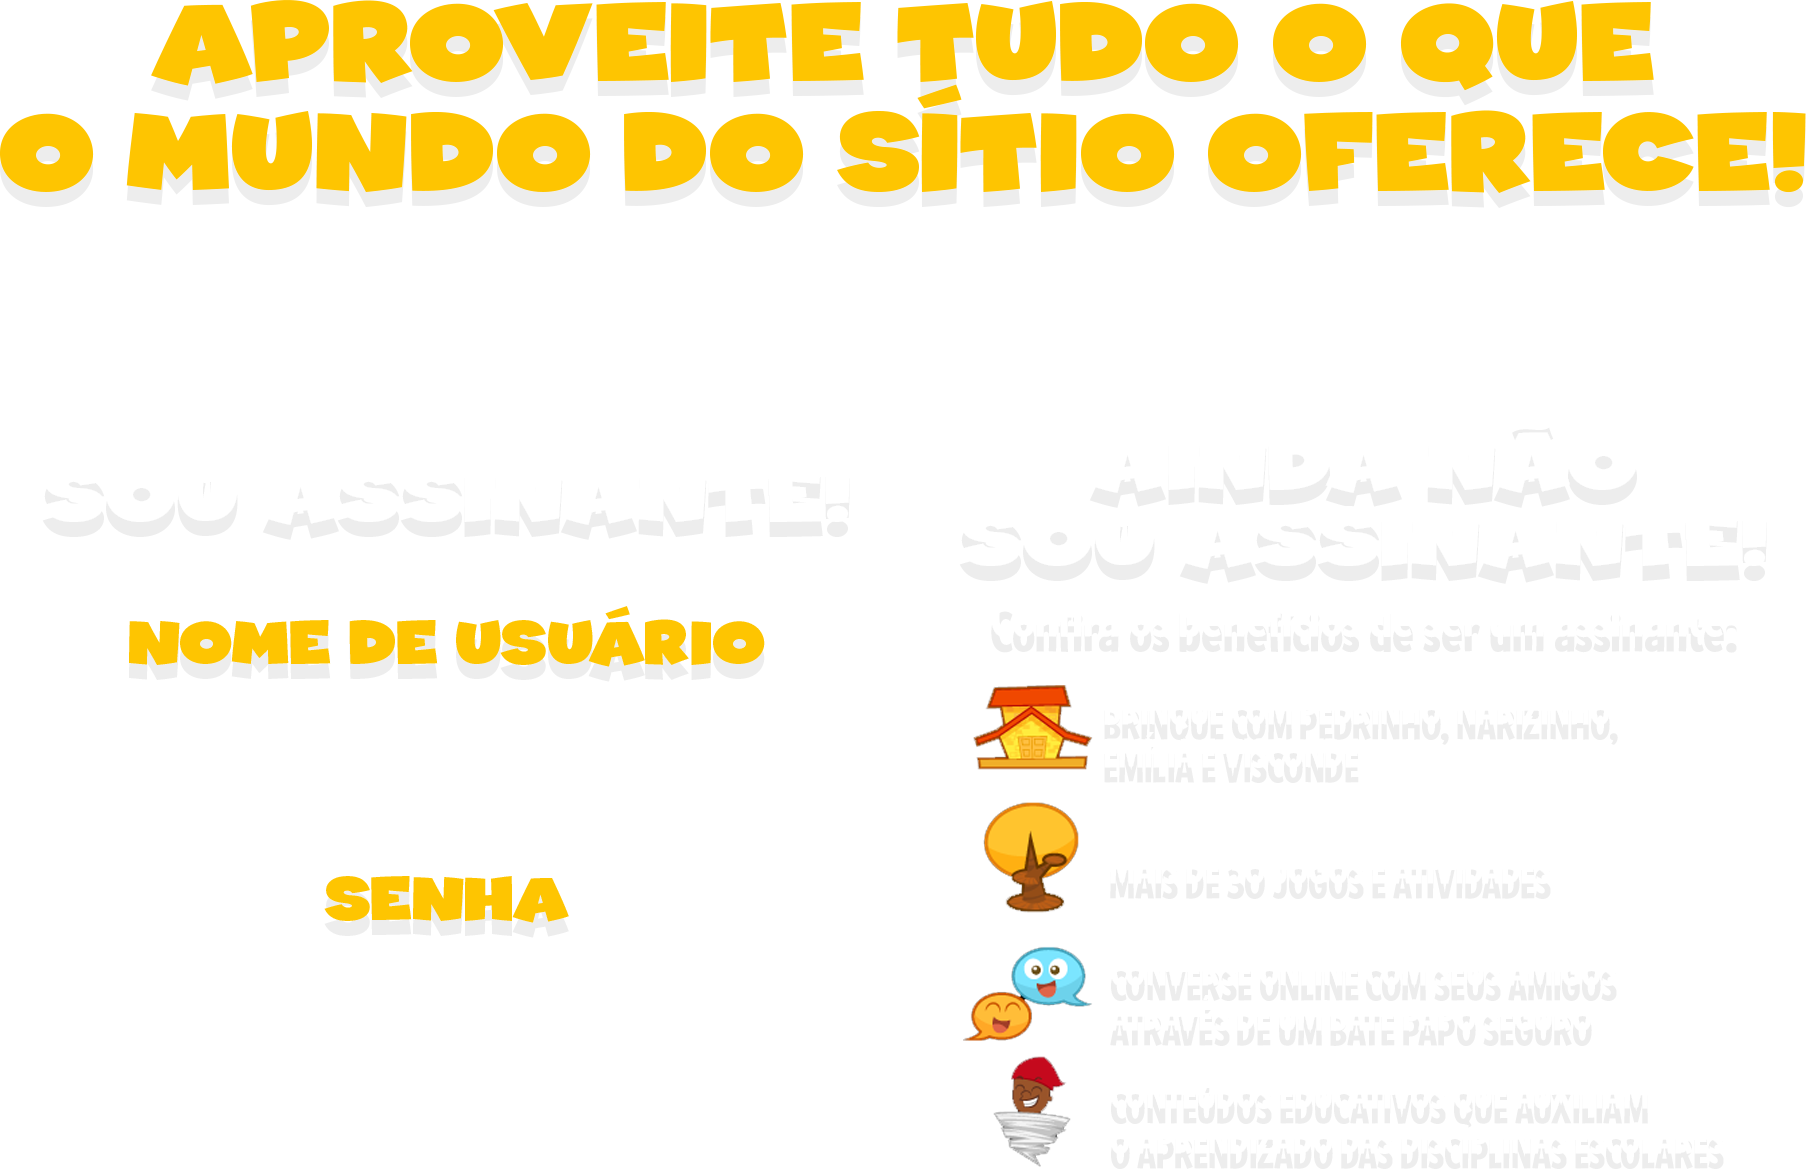 APROVEITE TUDO O QUE
O MUNDO DO SÍTIO OFERECE!
SOU ASSINANTE!
NOME DE USUÁRIO
SENHA
AINDA NÃO
SOU ASSINANTE!
Confira os benefícios de ser um assinante:
BRINQUE COM PEDRINHO, NARIZINHO,
EMÍLIA E VISCONDE
MAIS DE 30 JOGOS E ATIVIDADES
CONVERSE ONLINE COM SEUS AMIGOS
ATRAVÉS DE UM BATE PAPO SEGURO
CONTEÚDOS EDUCATIVOS QUE AUXILIAM
O APRENDIZADO DAS DISCIPLINAS ESCOLARES